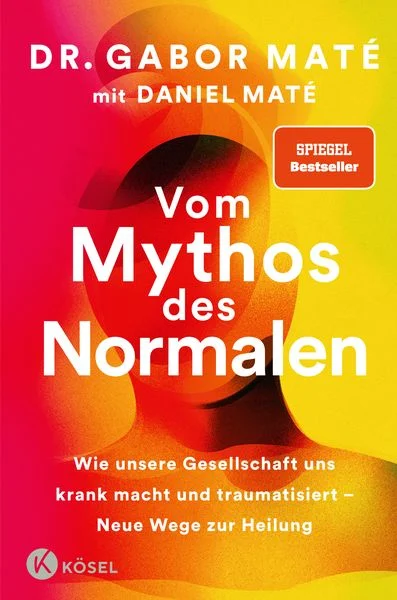 DR. GABOR MATÉ
mit DANIEL MATÉ
SPIEGEL
Bestseller
Vom
Mythos
des
Normalen
Wie unsere Gesellschaft uns
krank macht und traumatisiert –
Neue Wege zur Heilung
K KÖSEL